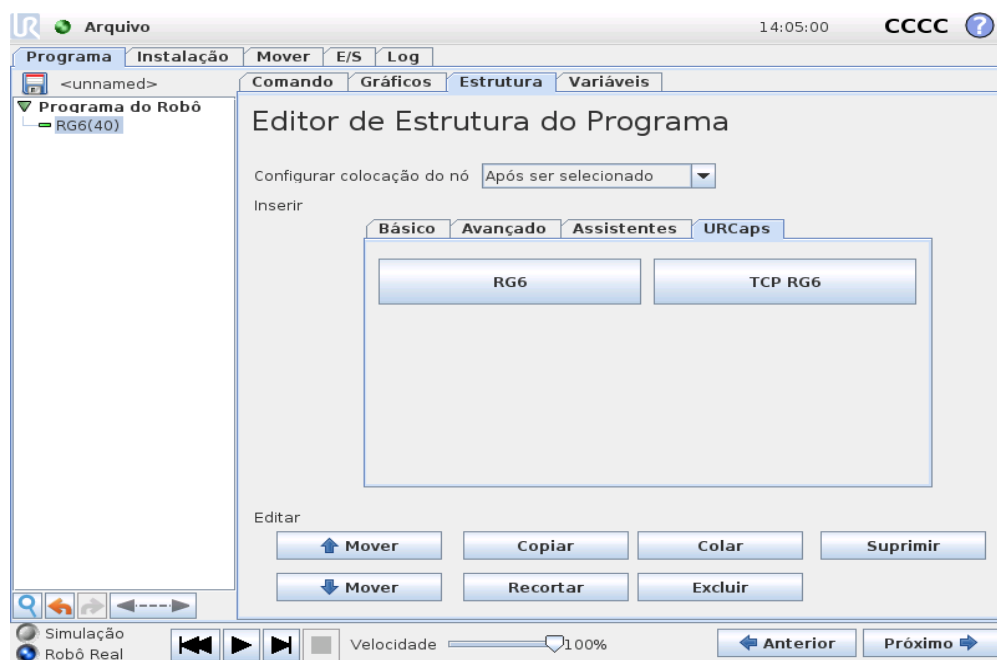 UR Arquivo 14:05:00 CCCC ?
Programa Instalação Mover E/S Log
<unnamed>
Programa do Robô
RG6(40)
Comando Gráficos Estrutura Variáveis
Editor de Estrutura do Programa
Configurar colocação do nó Após ser selecionado
Inserir
Básico Avançado Assistentes URCaps
RG6 TCP RG6
Editar
Mover Copiar Colar Suprimir
Mover Recortar Excluir
Simulação
Robô Real
Velocidade 100%
Anterior Próximo